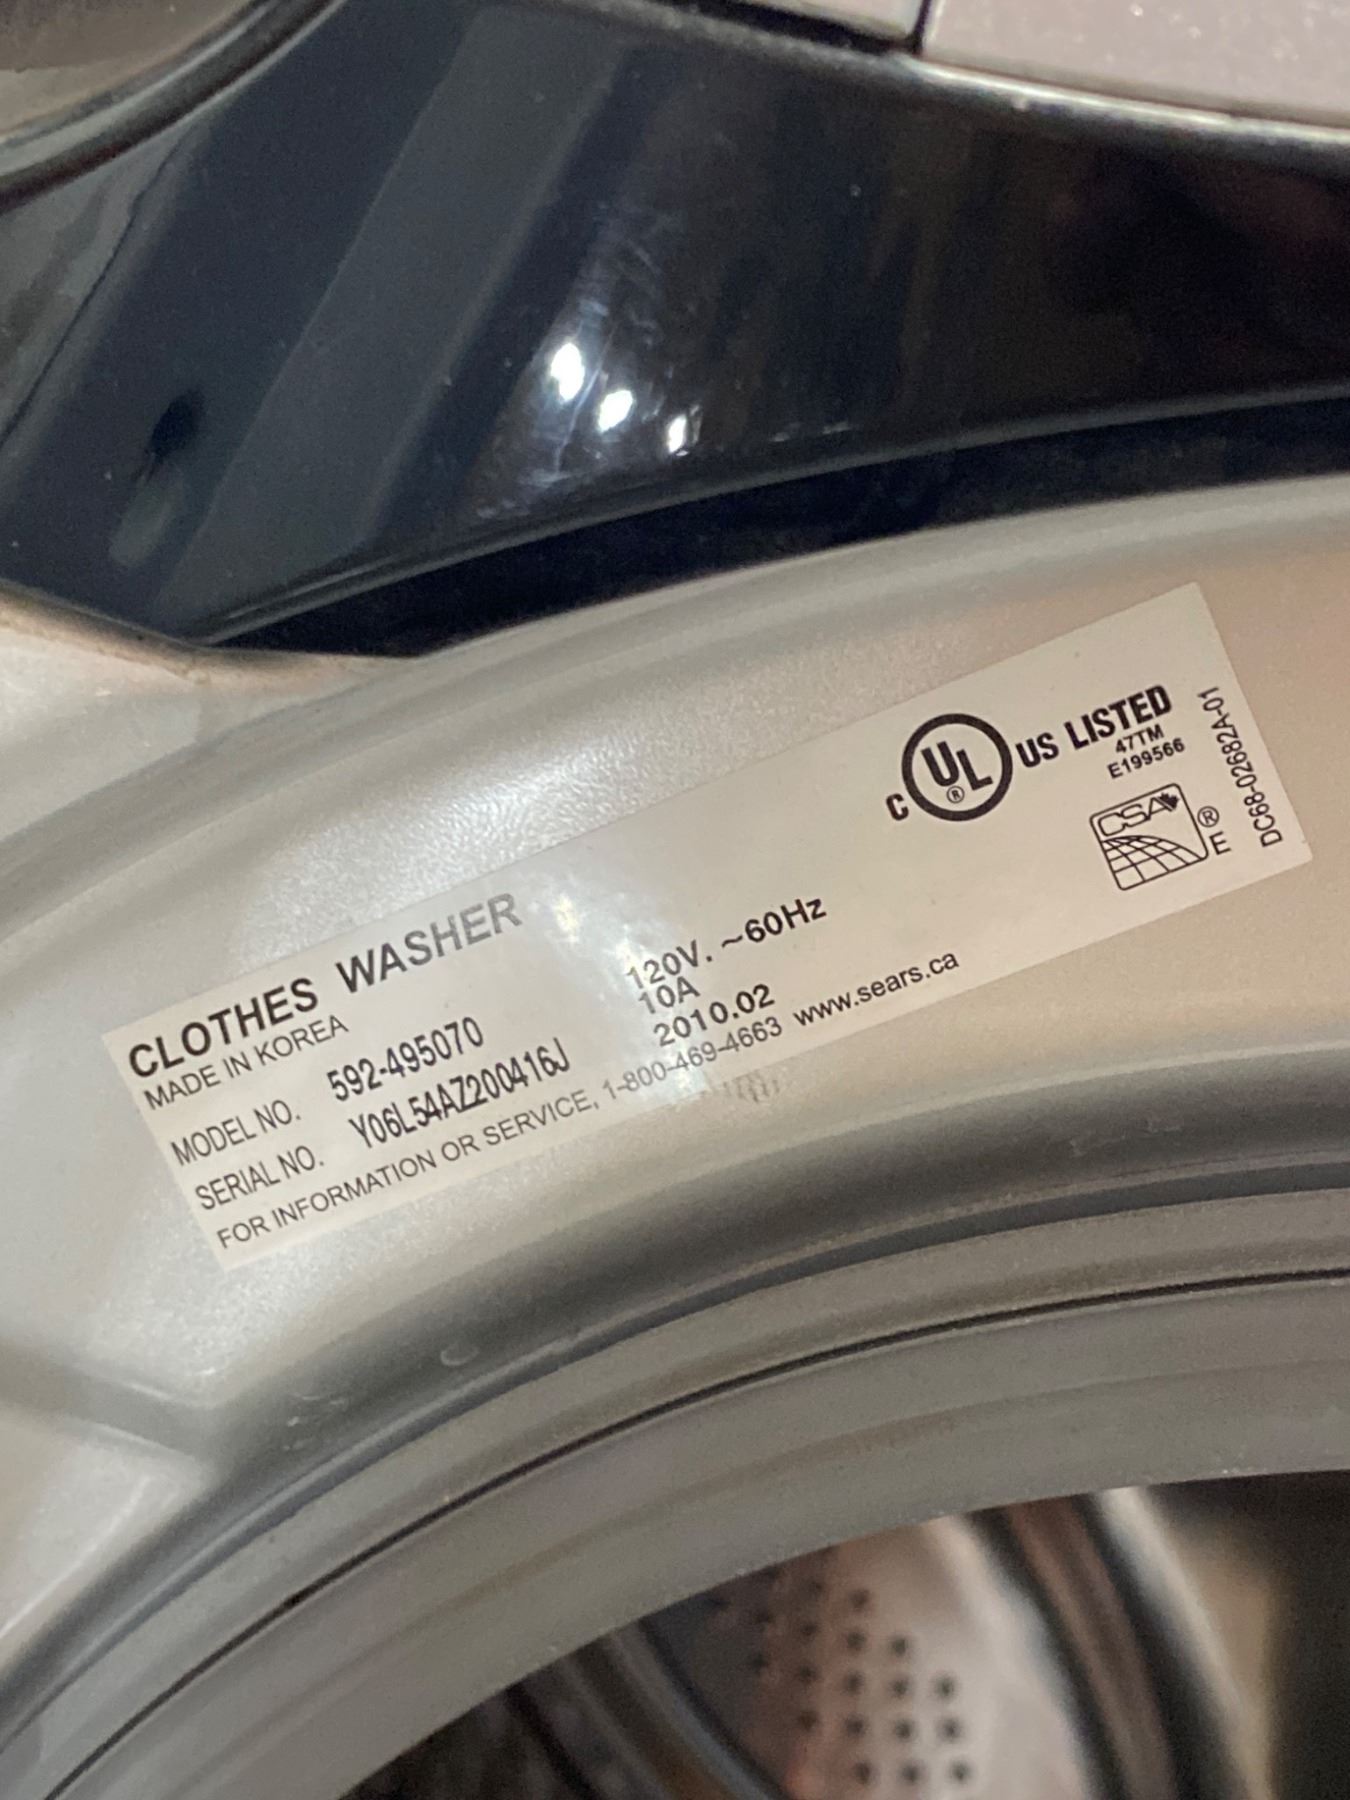 CLOTHES WASHER
MADE IN KOREA
MODEL NO. 592-495070 120V. ~60Hz
10A
SERIAL NO. Y06L54AZ200416J 2010.02
FOR INFORMATION OR SERVICE, 1-800-469-4663 www.sears.ca
C UL ® US LISTED
47TM
E199566
CSA ®
E
DC68-02682A-01